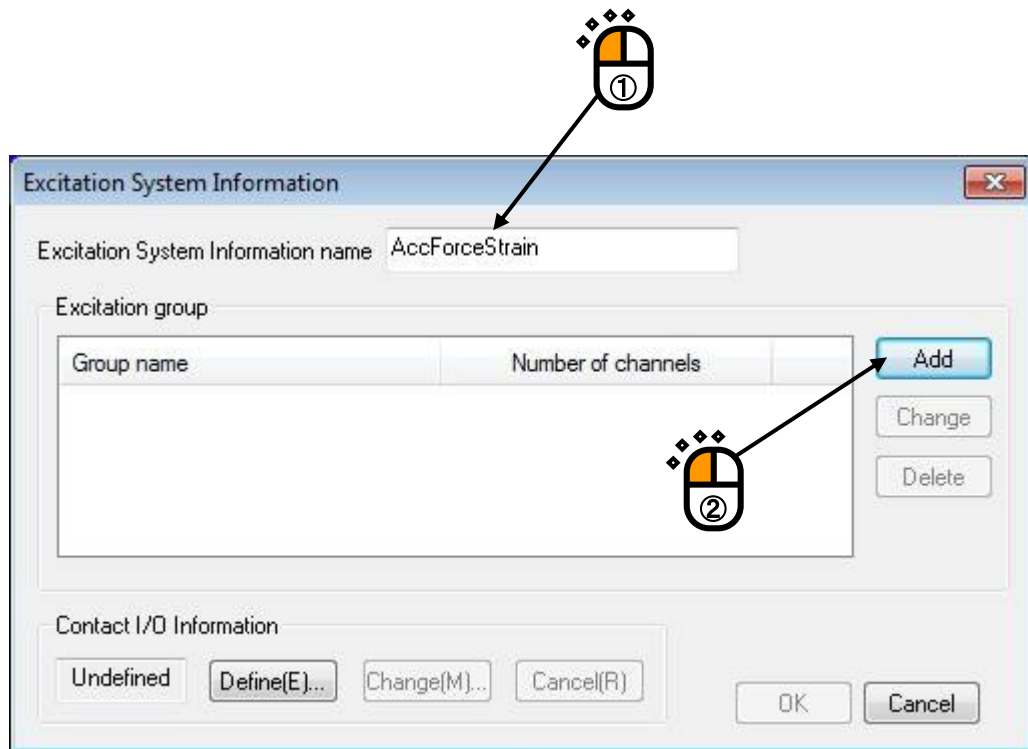 ①
Excitation System Information
Excitation System Information name AccForceStrain
Excitation group
Group name Number of channels
Add
Change
Delete
②
Contact I/O Information
Undefined Define(E)... Change(M)... Cancel(R)
OK Cancel